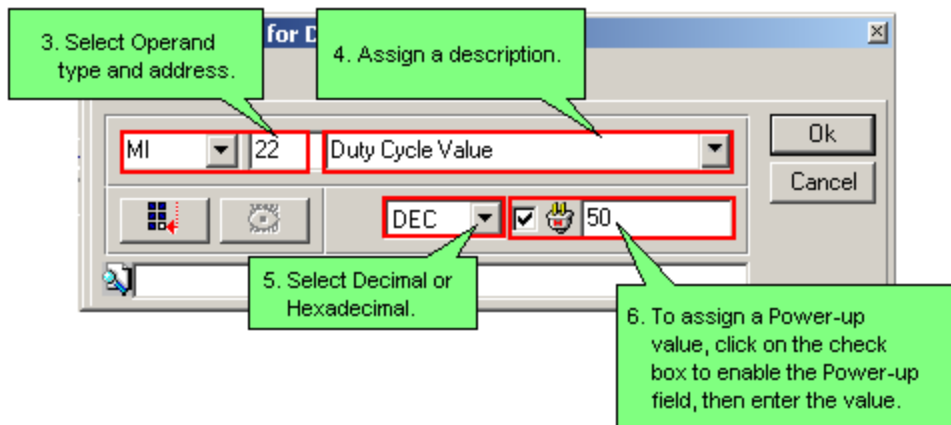 3. Select Operand
type and address.
for D
4. Assign a description.
MI
22
Duty Cycle Value
Ok
Cancel
DEC
50
5. Select Decimal or
Hexadecimal.
6. To assign a Power-up
value, click on the check
box to enable the Power-up
field, then enter the value.